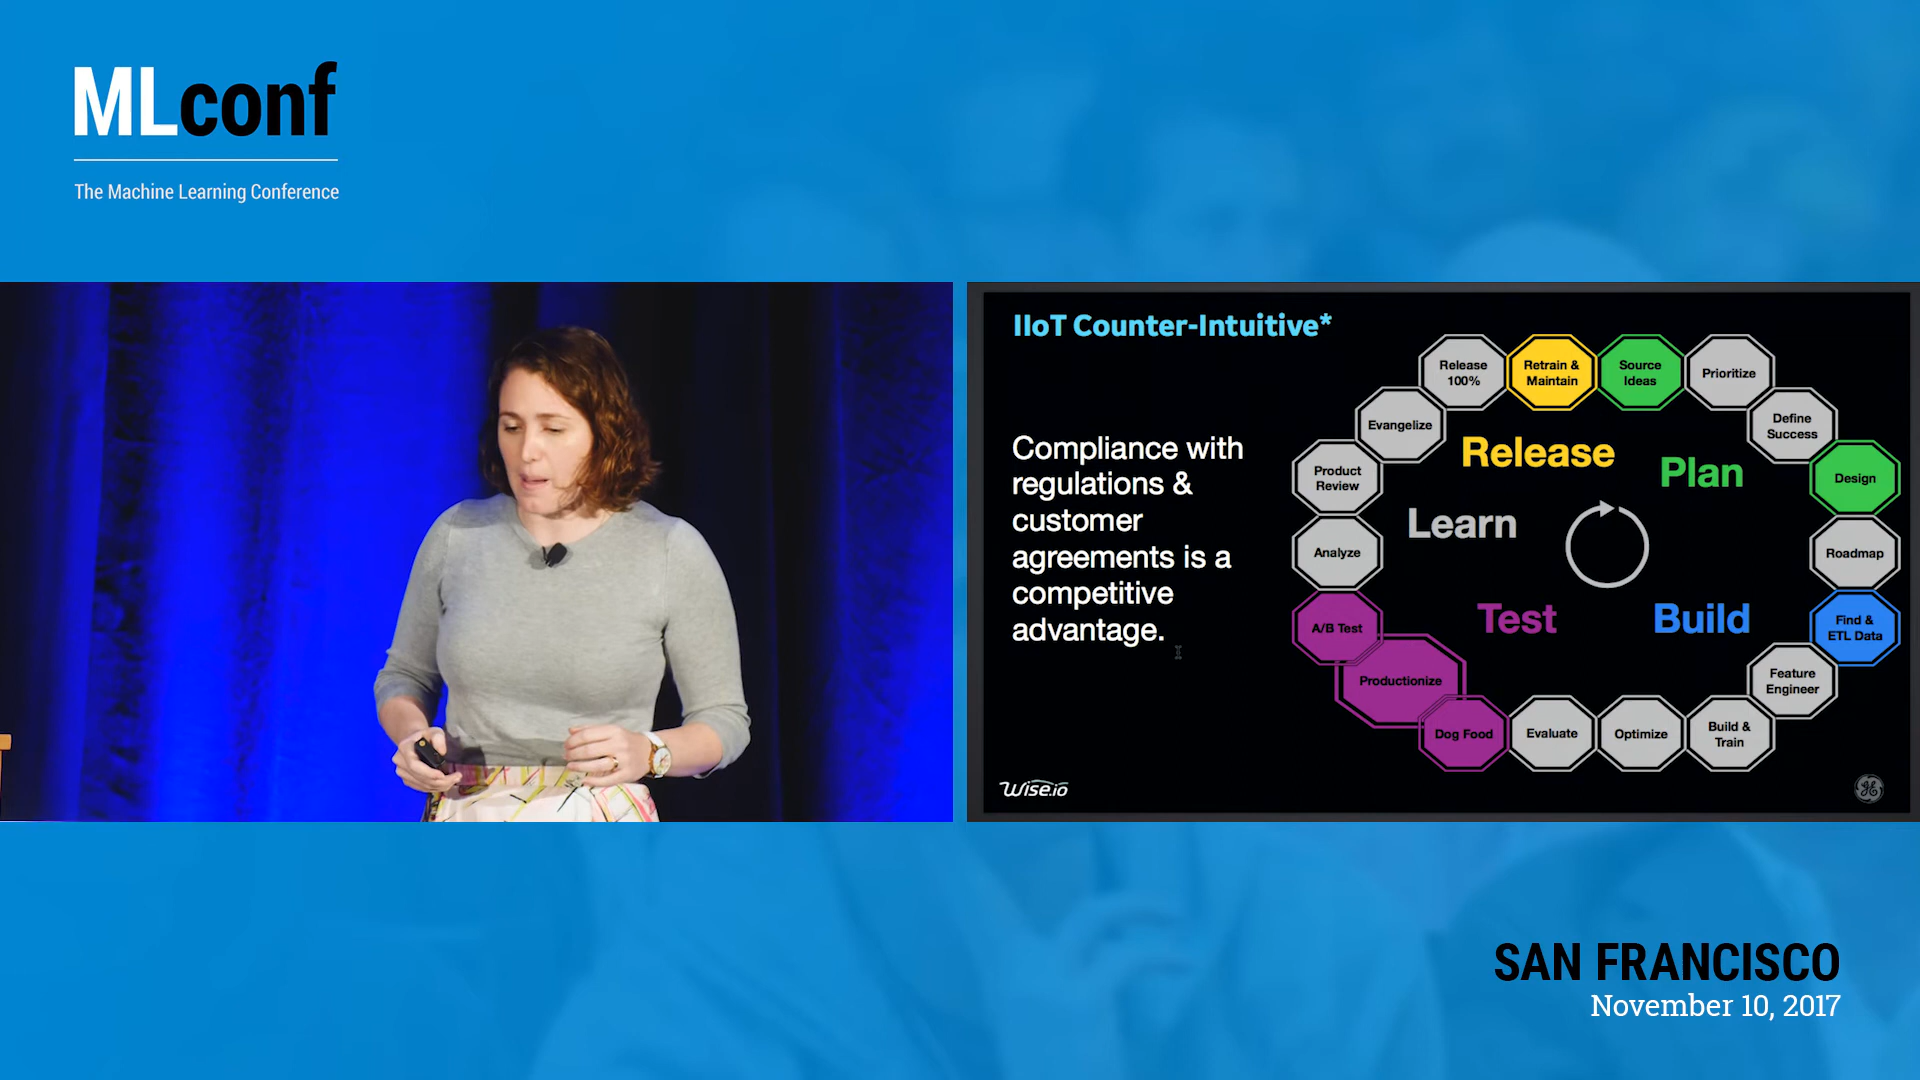 MLconf
The Machine Learning Conference
IIoT Counter-Intuitive*
Compliance with
regulations &
customer
agreements is a
competitive
advantage.
Release
100%
Retrain &
Maintain
Source
Ideas
Prioritize
Define
Success
Design
Roadmap
Find &
ETL Data
Feature
Engineer
Build &
Train
Optimize
Evaluate
Dog Food
Productionize
A/B Test
Analyze
Product
Review
Evangelize
Release
Plan
Learn
Test
Build
Wise.io
GE
SAN FRANCISCO
November 10, 2017